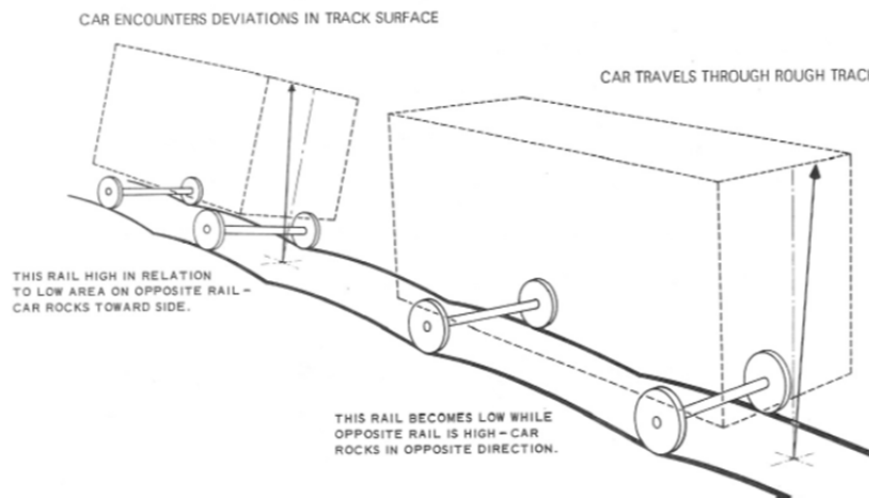 CAR ENCOUNTERS DEVIATIONS IN TRACK SURFACE
CAR TRAVELS THROUGH ROUGH TRACK
THIS RAIL HIGH IN RELATION
TO LOW AREA ON OPPOSITE RAIL –
CAR ROCKS TOWARD SIDE.
THIS RAIL BECOMES LOW WHILE
OPPOSITE RAIL IS HIGH – CAR
ROCKS IN OPPOSITE DIRECTION.